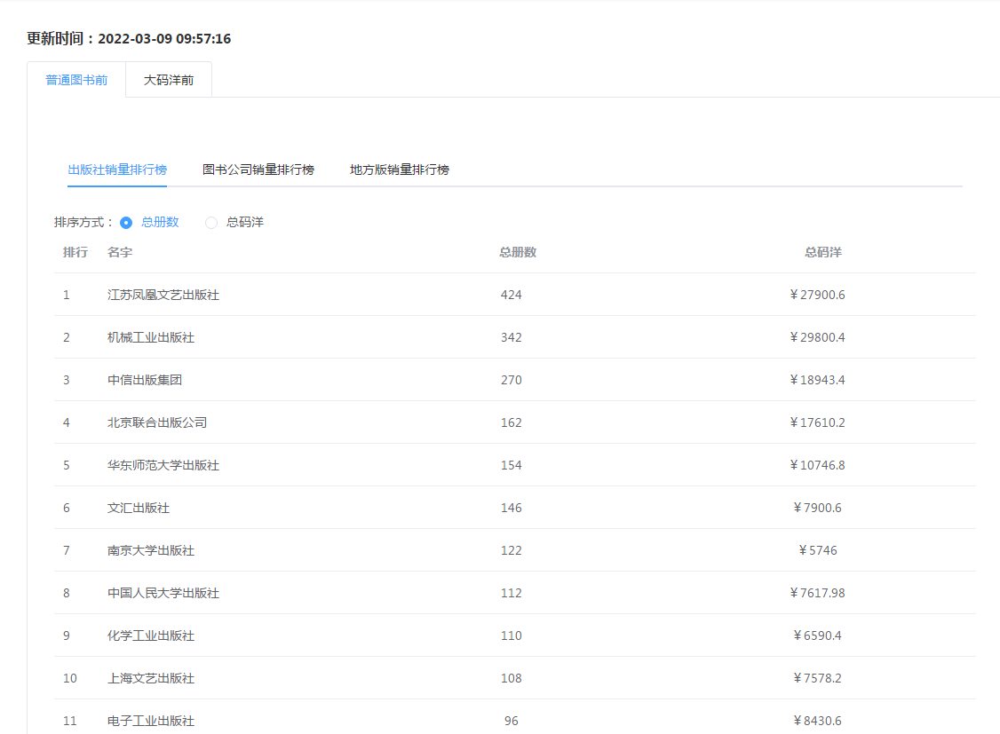 更新时间：2022-03-09 09:57:16
普通图书前 大码洋前
出版社销量排行榜 图书公司销量排行榜 地方版销量排行榜
排序方式： 总册数 总码洋
排行 名字 总册数 总码洋
1 江苏凤凰文艺出版社 424 ￥27900.6
2 机械工业出版社 342 ￥29800.4
3 中信出版集团 270 ￥18943.4
4 北京联合出版公司 162 ￥17610.2
5 华东师范大学出版社 154 ￥10746.8
6 文汇出版社 146 ￥7900.6
7 南京大学出版社 122 ￥5746
8 中国人民大学出版社 112 ￥7617.98
9 化学工业出版社 110 ￥6590.4
10 上海文艺出版社 108 ￥7578.2
11 电子工业出版社 96 ￥8430.6